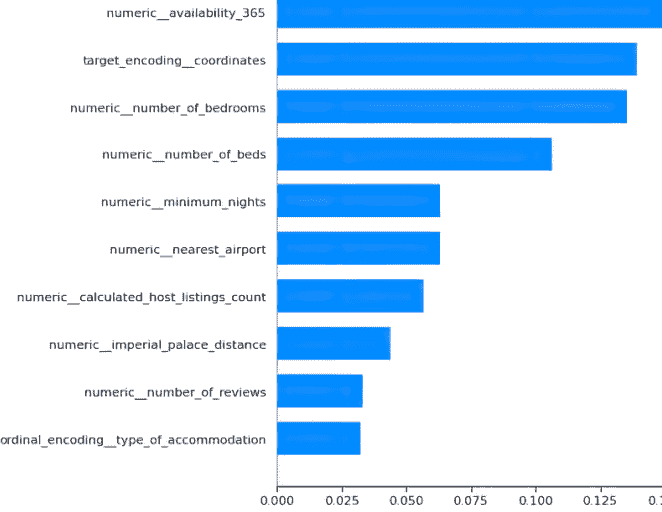 numeric__availability_365
target_encoding__coordinates
numeric__number_of_bedrooms
numeric__number_of_beds
numeric__minimum_nights
numeric__nearest_airport
numeric__calculated_host_listings_count
numeric__imperial_palace_distance
numeric__number_of_reviews
ordinal_encoding__type_of_accommodation
0.000 0.025 0.050 0.075 0.100 0.125